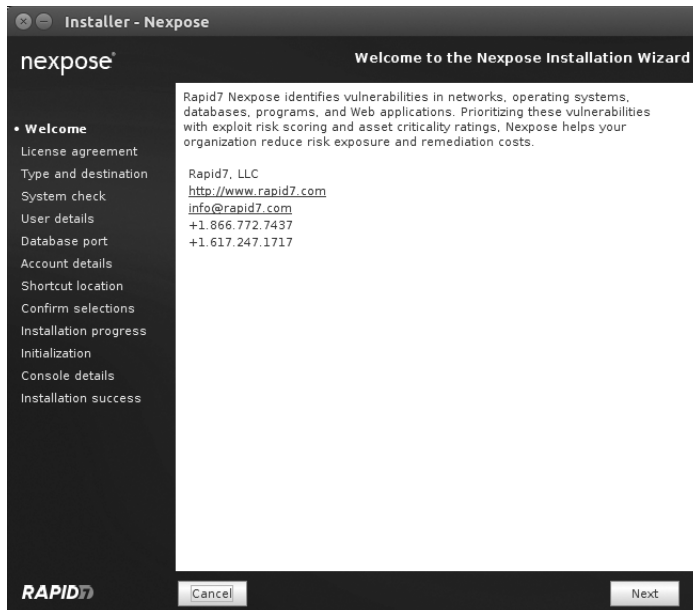 Installer - Nexpose
nexpose®
Welcome to the Nexpose Installation Wizard
• Welcome
License agreement
Type and destination
System check
User details
Database port
Account details
Shortcut location
Confirm selections
Installation progress
Initialization
Console details
Installation success
Rapid7 Nexpose identifies vulnerabilities in networks, operating systems,
databases, programs, and Web applications. Prioritizing these vulnerabilities
with exploit risk scoring and asset criticality ratings, Nexpose helps your
organization reduce risk exposure and remediation costs.
Rapid7, LLC
http://www.rapid7.com
info@rapid7.com
+1.866.772.7437
+1.617.247.1717
RAPID7
Cancel
Next